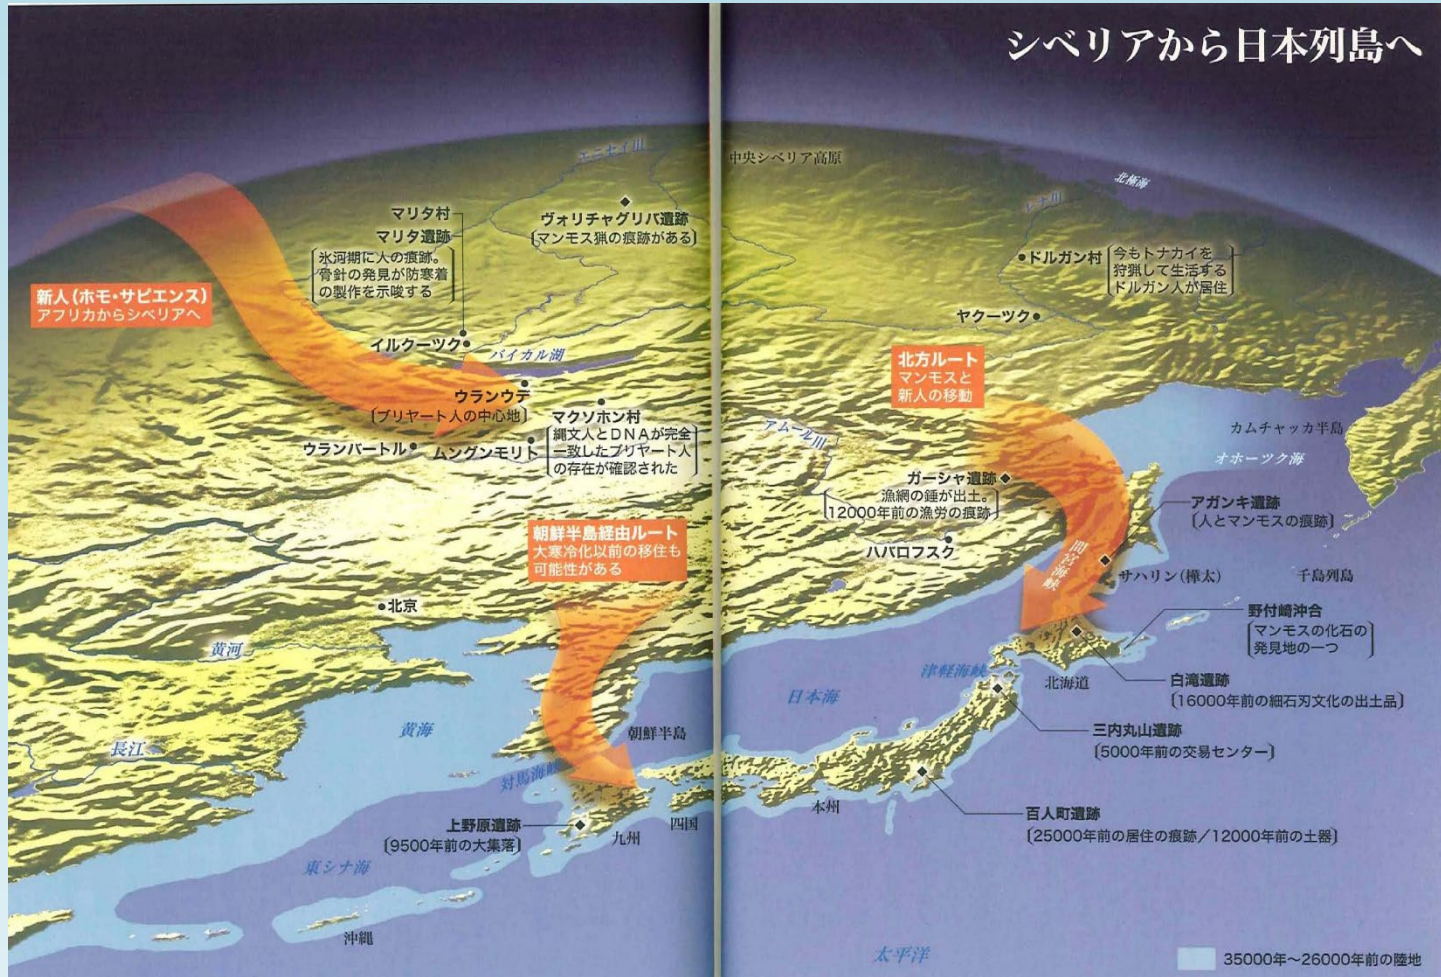 シベリアから日本列島へ
エニセイ川
中央シベリア高原
北極海
レナ川
マリタ村
マリタ遺跡
氷河期に人の痕跡。
骨針の発見が防寒着
の製作を示唆する
ヴォリチャグリバ遺跡
〔マンモス猟の痕跡がある〕
ドルガン村
今もトナカイを
狩猟して生活する
ドルガン人が居住
新人(ホモ・サピエンス)
アフリカからシベリアへ
ヤクーツク
イルクーツク
バイカル湖
北方ルート
マンモスと
新人の移動
ウランウデ
〔ブリヤート人の中心地〕
マクソホン村
縄文人とDNAが完全
一致したブリヤート人
の存在が確認された
ウランバートル
ムングンモリト
アムール川
カムチャッカ半島
オホーツク海
ガーシャ遺跡
漁網の錘が出土。
12000年前の漁労の痕跡
アガンキ遺跡
〔人とマンモスの痕跡〕
朝鮮半島経由ルート
大寒冷化以前の移住も
可能性がある
ハバロフスク
間宮海峡
サハリン(樺太)
千島列島
北京
黄河
野付崎沖合
マンモスの化石の
発見地の一つ
津軽海峡
北海道
白滝遺跡
〔16000年前の細石刃文化の出土品〕
日本海
黄海
朝鮮半島
三内丸山遺跡
〔5000年前の交易センター〕
長江
対馬海峡
本州
百人町遺跡
〔25000年前の居住の痕跡/12000年前の土器〕
上野原遺跡
〔9500年前の大集落〕
九州
四国
東シナ海
沖縄
太平洋
35000年~26000年前の陸地